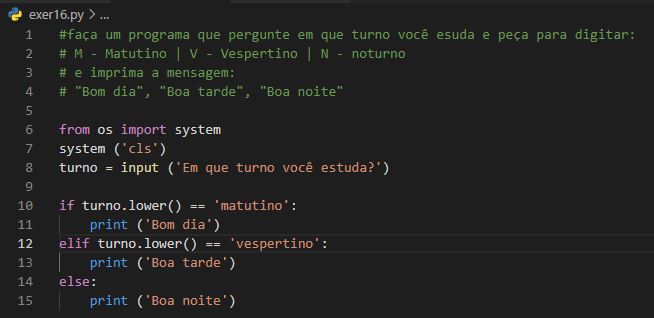 exer16.py > ...
1 #faça um programa que pergunte em que turno você esuda e peça para digitar:
2 # M - Matutino | V - Vespertino | N - noturno
3 # e imprima a mensagem:
4 # "Bom dia", "Boa tarde", "Boa noite"
5
6 from os import system
7 system ('cls')
8 turno = input ('Em que turno você estuda?')
9
10 if turno.lower() == 'matutino':
11     print ('Bom dia')
12 elif turno.lower() == 'vespertino':
13     print ('Boa tarde')
14 else:
15     print ('Boa noite')